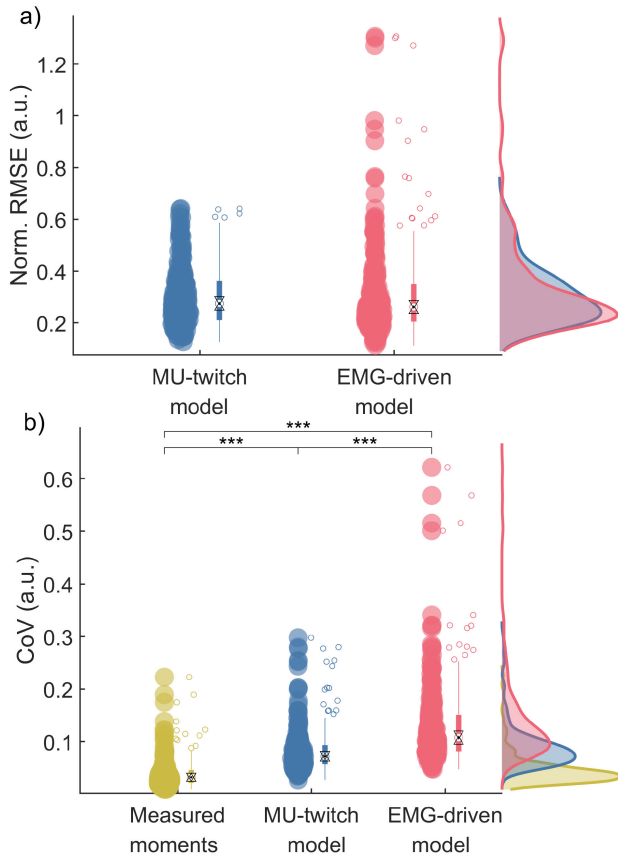 a)
Norm. RMSE (a.u.)
1.2
1
0.8
0.6
0.4
0.2
MU-twitch
model
EMG-driven
model
b)
***
*** ***
CoV (a.u.)
0.6
0.5
0.4
0.3
0.2
0.1
Measured
moments
MU-twitch
model
EMG-driven
model